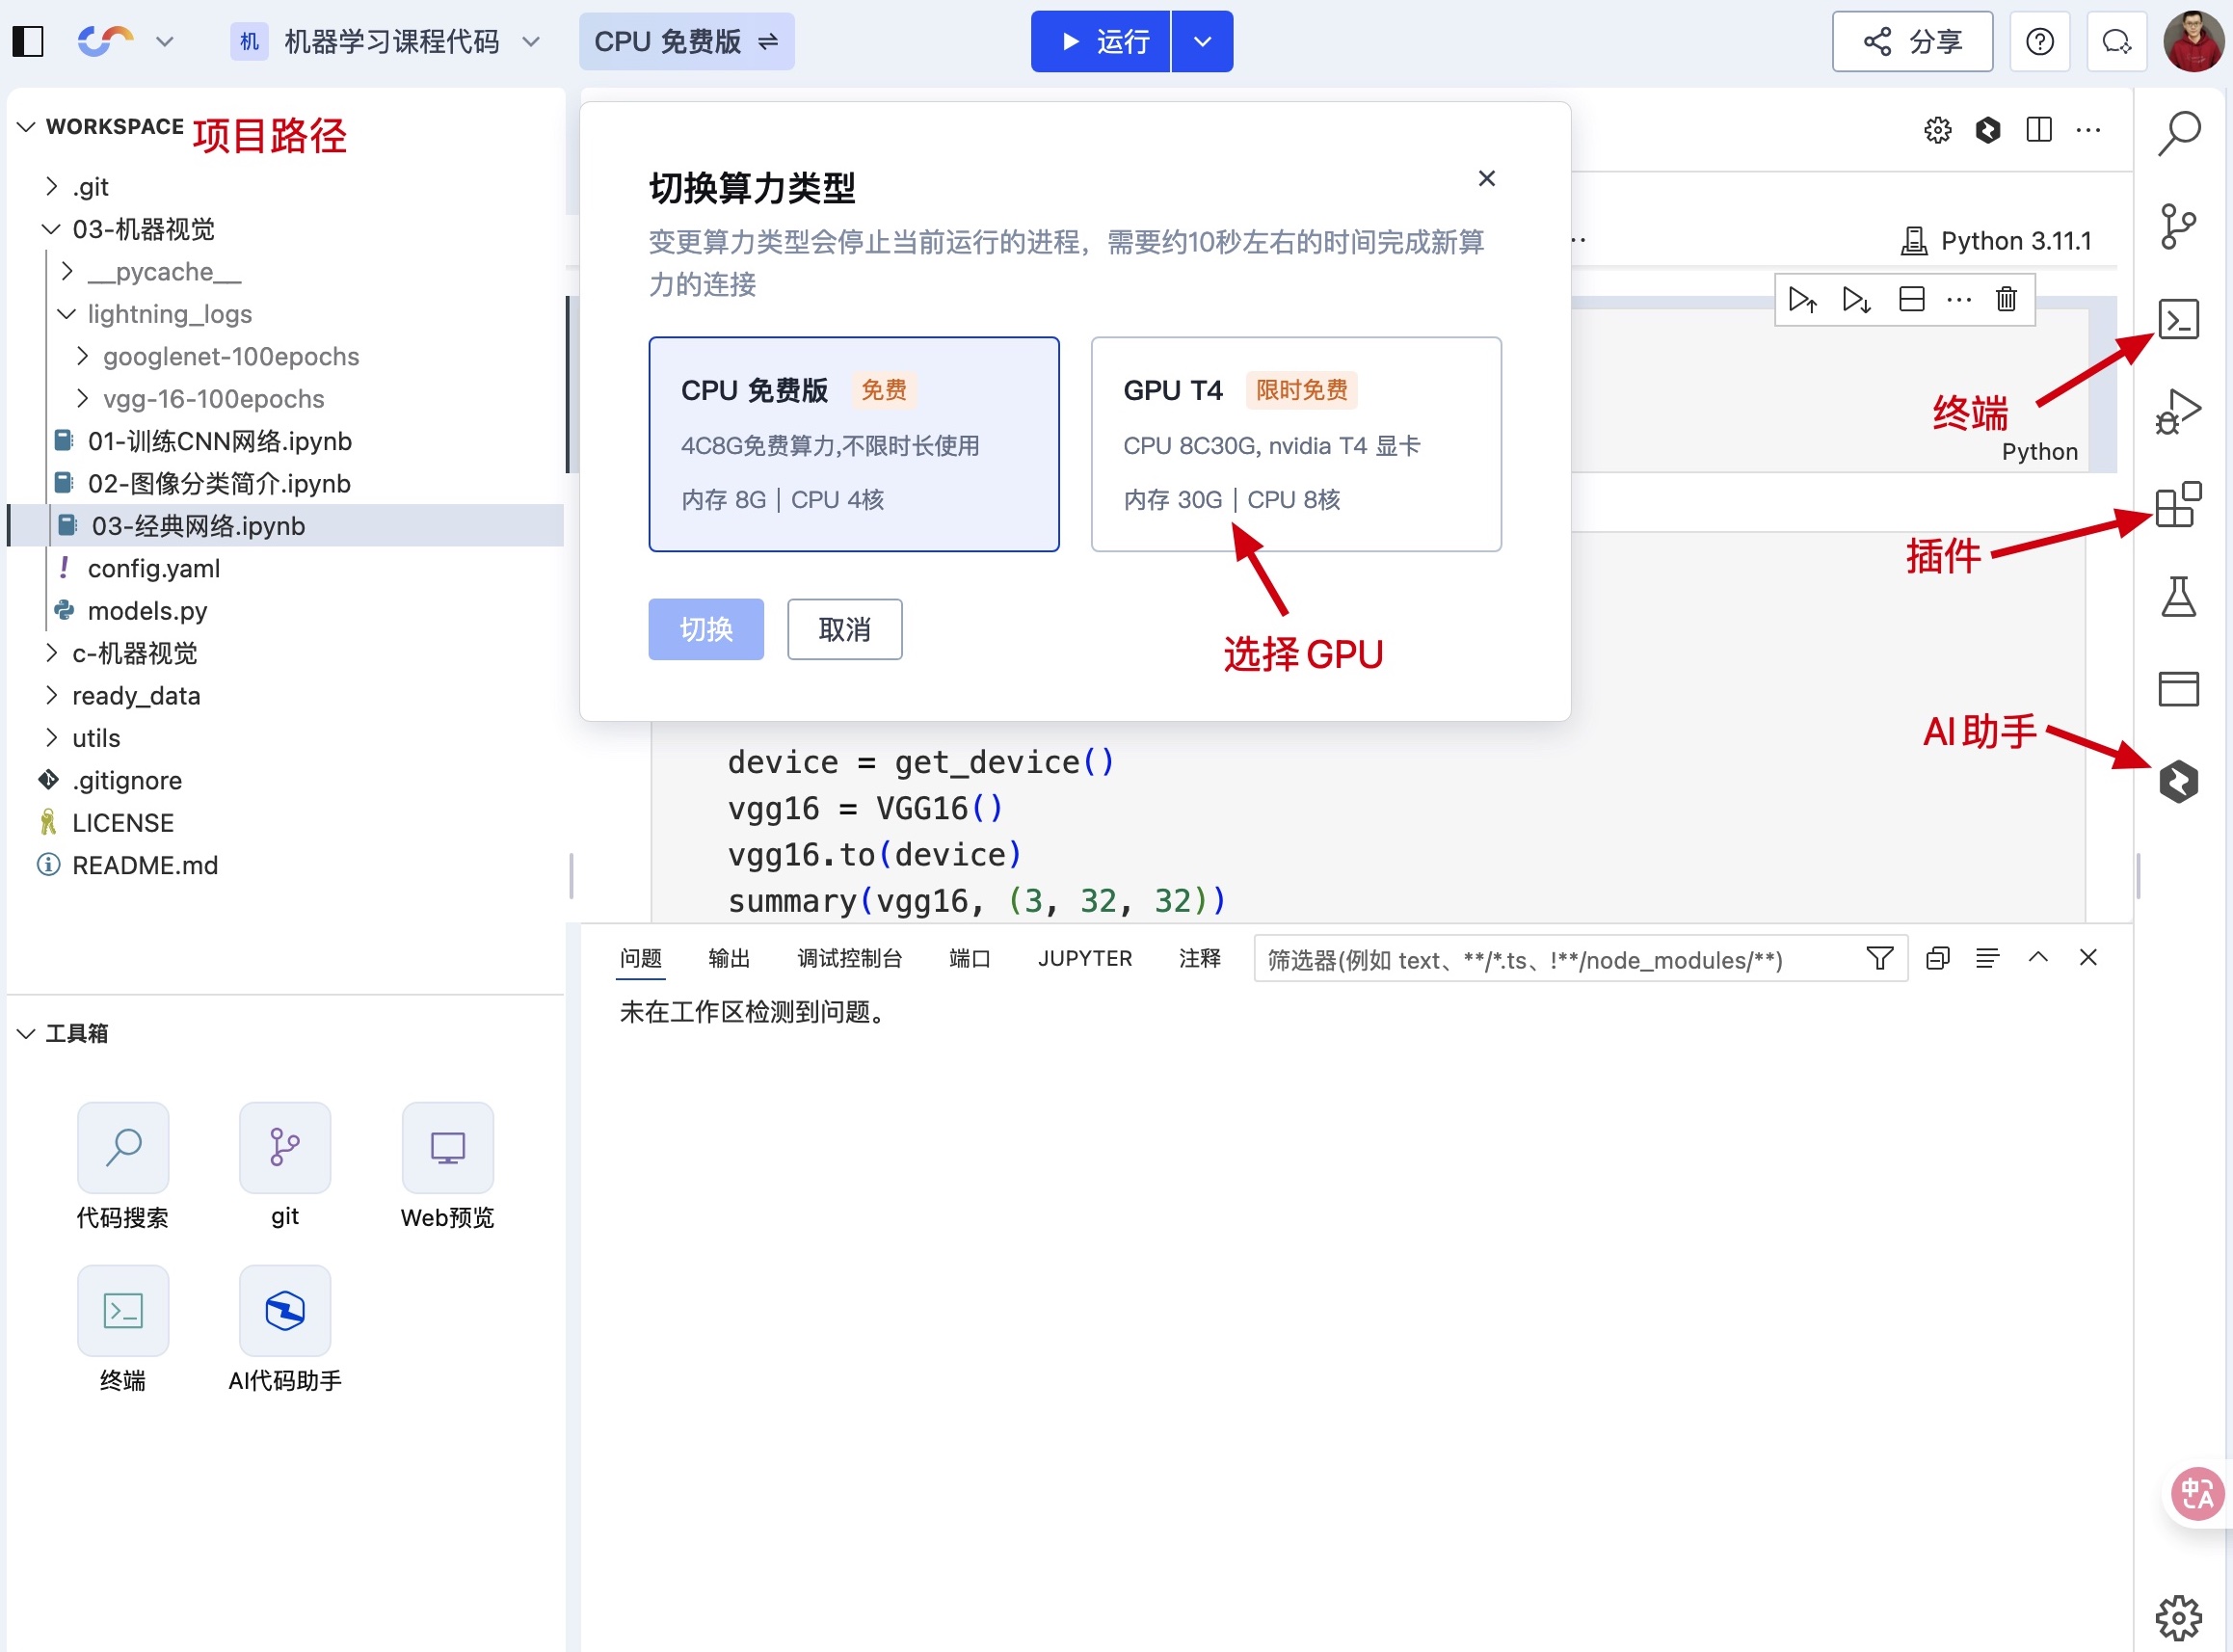 机 机器学习课程代码 CPU 免费版
运行
分享
WORKSPACE 项目路径
.git
03-机器视觉
__pycache__
lightning_logs
googlenet-100epochs
vgg-16-100epochs
01-训练CNN网络.ipynb
02-图像分类简介.ipynb
03-经典网络.ipynb
config.yaml
models.py
c-机器视觉
ready_data
utils
.gitignore
LICENSE
README.md
工具箱
代码搜索 git Web预览
终端 AI代码助手
切换算力类型
变更算力类型会停止当前运行的进程，需要约10秒左右的时间完成新算
力的连接
CPU 免费版 免费
4C8G免费算力,不限时长使用
内存 8G | CPU 4核
GPU T4 限时免费
CPU 8C30G, nvidia T4 显卡
内存 30G | CPU 8核
切换 取消
选择GPU
Python 3.11.1
终端
Python
插件
AI助手
device = get_device()
vgg16 = VGG16()
vgg16.to(device)
summary(vgg16, (3, 32, 32))
问题 输出 调试控制台 端口 JUPYTER 注释 筛选器(例如 text、**/*.ts、!**/node_modules/**)
未在工作区检测到问题。
中A